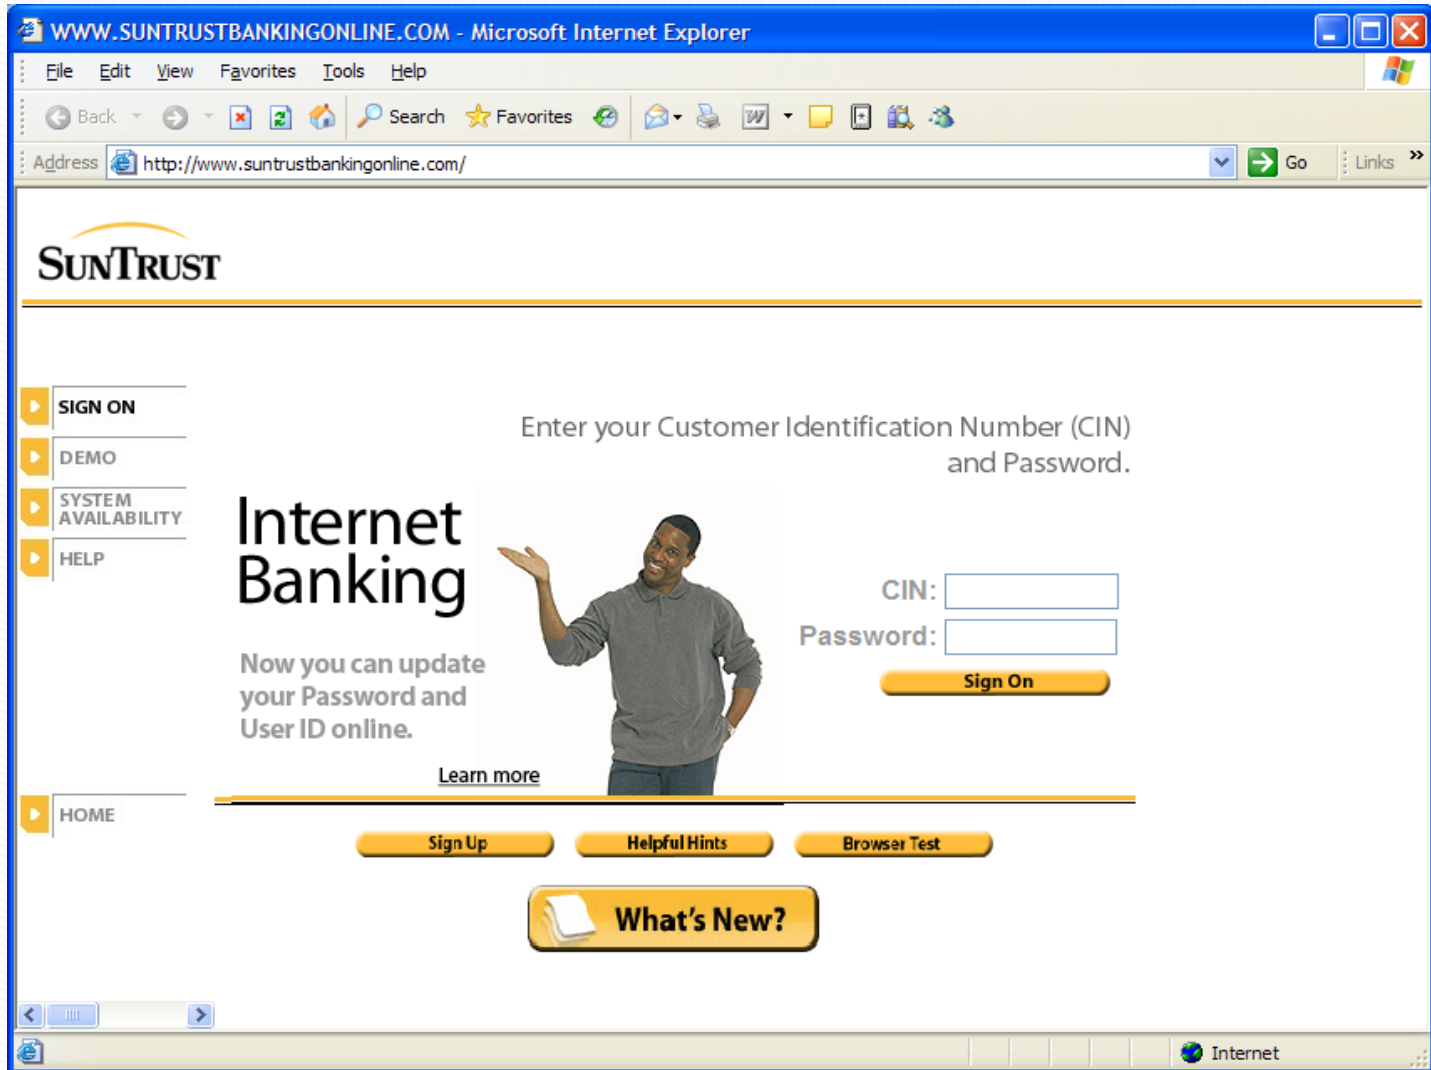 WWW.SUNTRUSTBANKINGONLINE.COM - Microsoft Internet Explorer
File Edit View Favorites Tools Help
Back Search Favorites
Address http://www.suntrustbankingonline.com/ Go Links »
SUNTRUST
SIGN ON
DEMO
SYSTEM
AVAILABILITY
HELP
HOME
Enter your Customer Identification Number (CIN)
and Password.
Internet
Banking
Now you can update
your Password and
User ID online.
Learn more
CIN:
Password:
Sign On
Sign Up Helpful Hints Browser Test
What's New?
Internet